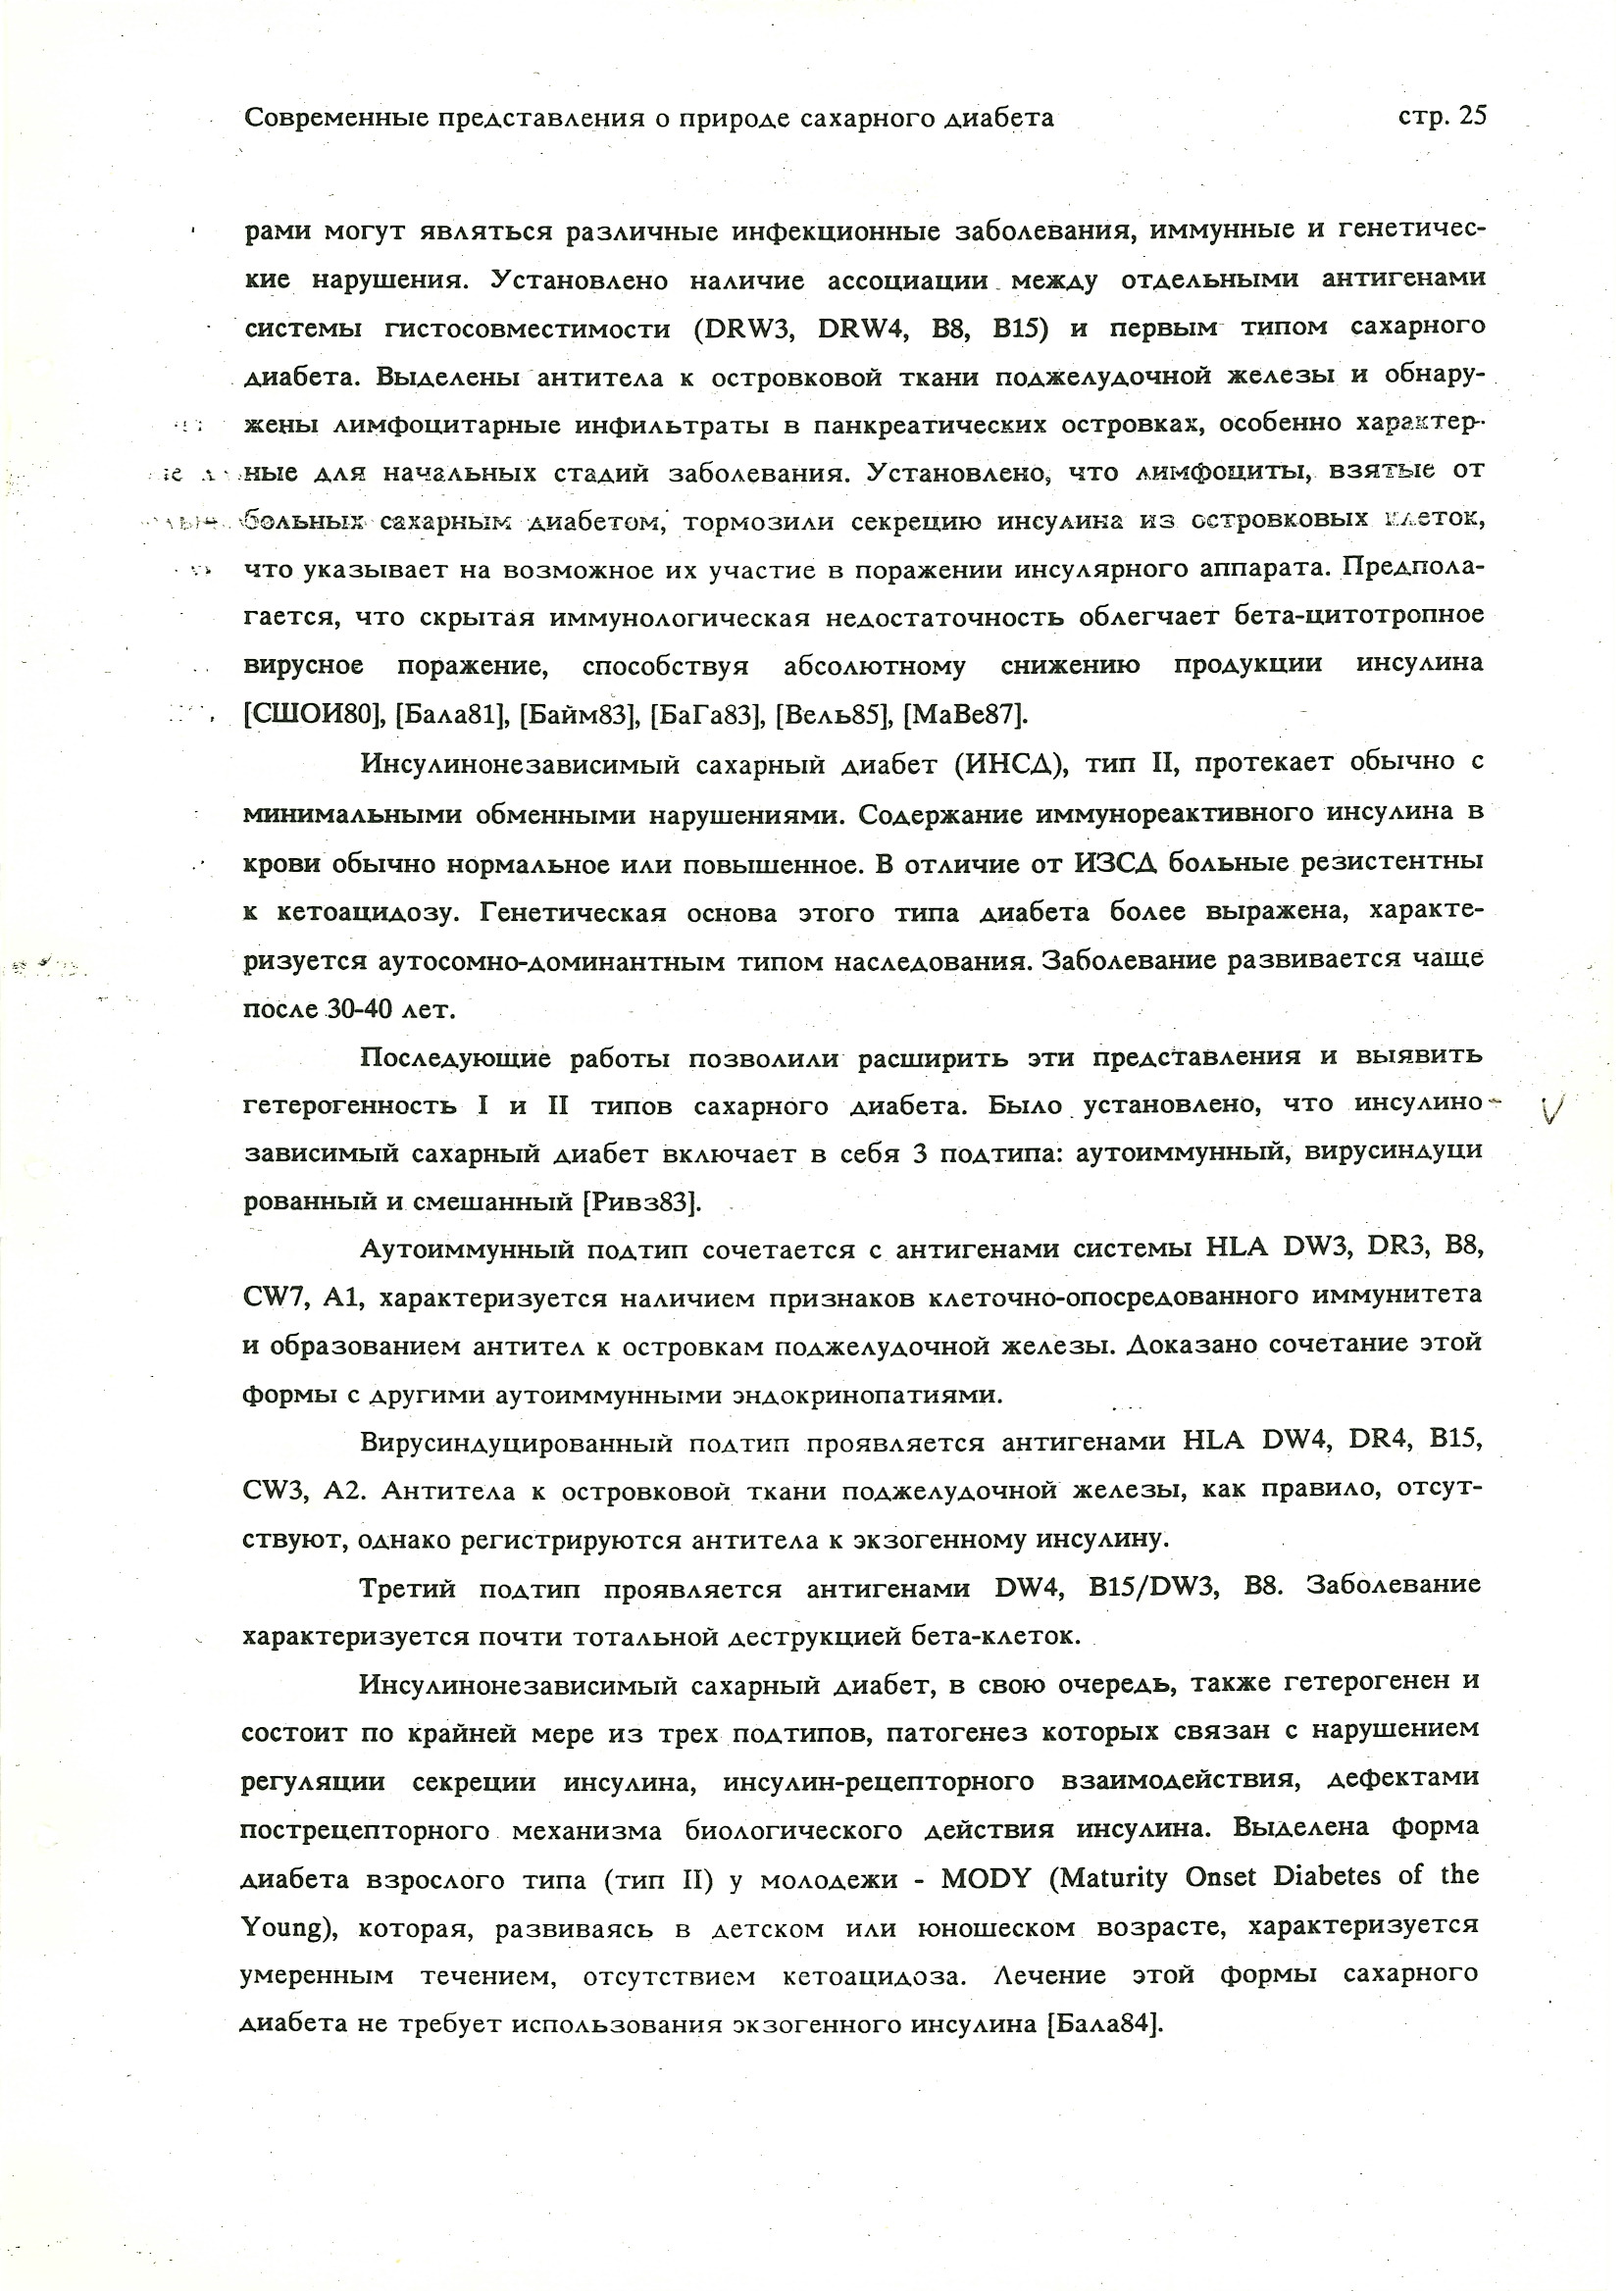 Современные представления о природе сахарного диабета стр. 25
рами могут являться различные инфекционные заболевания, иммунные и генетичес-
кие нарушения. Установлено наличие ассоциации между отдельными антигенами
системы гистосовместимости (DRW3, DRW4, B8, B15) и первым типом сахарного
диабета. Выделены антитела к островковой ткани поджелудочной железы и обнару-
жены лимфоцитарные инфильтраты в панкреатических островках, особенно характер-
ные для начальных стадий заболевания. Установлено, что лимфоциты, взятые от
больных сахарным диабетом, тормозили секрецию инсулина из островковых клеток,
что указывает на возможное их участие в поражении инсулярного аппарата. Предпола-
гается, что скрытая иммунологическая недостаточность облегчает бета-цитотропное
вирусное поражение, способствуя абсолютному снижению продукции инсулина
[СШОИ80], [Бала81], [Байм83], [БаГа83], [Вель85], [МаВе87].
Инсулинонезависимый сахарный диабет (ИНСД), тип II, протекает обычно с
минимальными обменными нарушениями. Содержание иммунореактивного инсулина в
крови обычно нормальное или повышенное. В отличие от ИЗСД больные резистентны
к кетоацидозу. Генетическая основа этого типа диабета более выражена, характе-
ризуется аутосомно-доминантным типом наследования. Заболевание развивается чаще
после 30-40 лет.
Последующие работы позволили расширить эти представления и выявить
гетерогенность I и II типов сахарного диабета. Было установлено, что инсулино-
зависимый сахарный диабет включает в себя 3 подтипа: аутоиммунный, вирусиндуци
рованный и смешанный [Ривз83].
Аутоиммунный подтип сочетается с антигенами системы HLA DW3, DR3, B8,
CW7, A1, характеризуется наличием признаков клеточно-опосредованного иммунитета
и образованием антител к островкам поджелудочной железы. Доказано сочетание этой
формы с другими аутоиммунными эндокринопатиями.
Вирусиндуцированный подтип проявляется антигенами HLA DW4, DR4, B15,
CW3, A2. Антитела к островковой ткани поджелудочной железы, как правило, отсут-
ствуют, однако регистрируются антитела к экзогенному инсулину.
Третий подтип проявляется антигенами DW4, B15/DW3, B8. Заболевание
характеризуется почти тотальной деструкцией бета-клеток.
Инсулинонезависимый сахарный диабет, в свою очередь, также гетерогенен и
состоит по крайней мере из трех подтипов, патогенез которых связан с нарушением
регуляции секреции инсулина, инсулин-рецепторного взаимодействия, дефектами
пострецепторного механизма биологического действия инсулина. Выделена форма
диабета взрослого типа (тип II) у молодежи - MODY (Maturity Onset Diabetes of the
Young), которая, развиваясь в детском или юношеском возрасте, характеризуется
умеренным течением, отсутствием кетоацидоза. Лечение этой формы сахарного
диабета не требует использования экзогенного инсулина [Бала84].